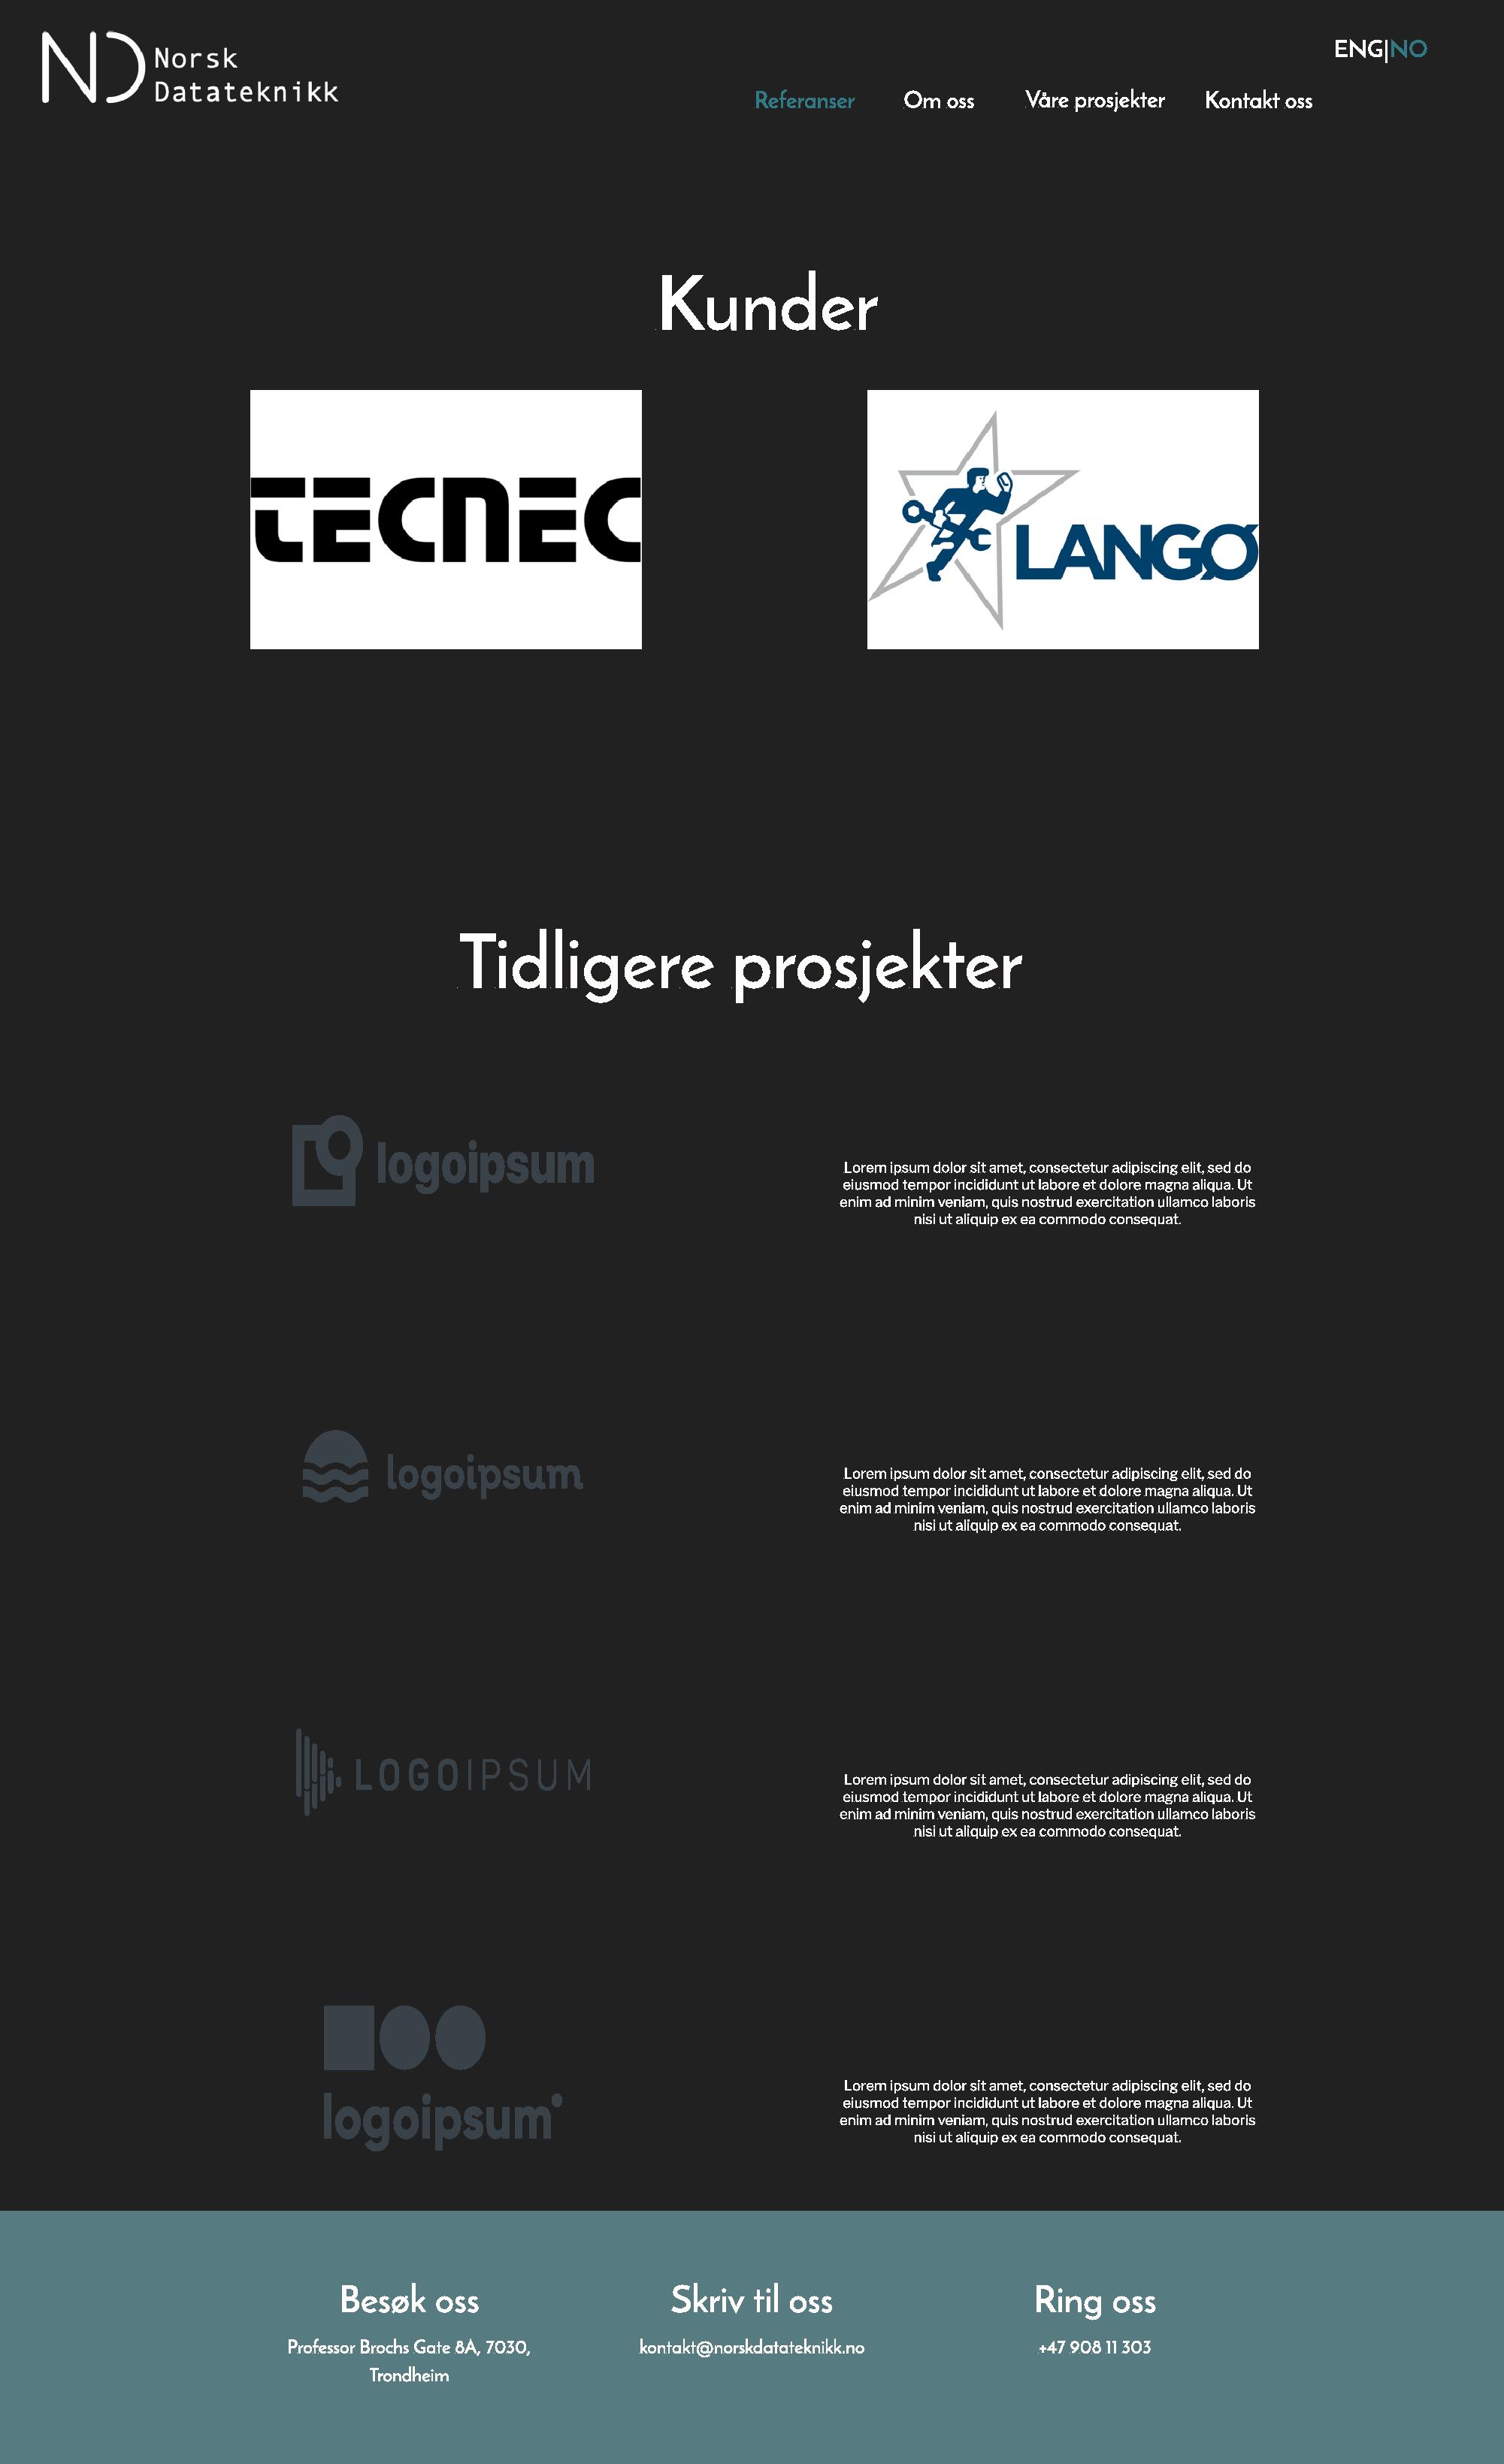 ND Norsk
Datateknikk
ENG|NO
Referanser Om oss Våre prosjekter Kontakt oss
Kunder
TECNEC
LANGØ
Tidligere prosjekter
logoipsum
Lorem ipsum dolor sit amet, consectetur adipiscing elit, sed do
eiusmod tempor incididunt ut labore et dolore magna aliqua. Ut
enim ad minim veniam, quis nostrud exercitation ullamco laboris
nisi ut aliquip ex ea commodo consequat.
logoipsum
Lorem ipsum dolor sit amet, consectetur adipiscing elit, sed do
eiusmod tempor incididunt ut labore et dolore magna aliqua. Ut
enim ad minim veniam, quis nostrud exercitation ullamco laboris
nisi ut aliquip ex ea commodo consequat.
LOGOIPSUM
Lorem ipsum dolor sit amet, consectetur adipiscing elit, sed do
eiusmod tempor incididunt ut labore et dolore magna aliqua. Ut
enim ad minim veniam, quis nostrud exercitation ullamco laboris
nisi ut aliquip ex ea commodo consequat.
logoipsum
Lorem ipsum dolor sit amet, consectetur adipiscing elit, sed do
eiusmod tempor incididunt ut labore et dolore magna aliqua. Ut
enim ad minim veniam, quis nostrud exercitation ullamco laboris
nisi ut aliquip ex ea commodo consequat.
Besøk oss
Professor Brochs Gate 8A, 7030,
Trondheim
Skriv til oss
kontakt@norskdatateknikk.no
Ring oss
+47 908 11 303